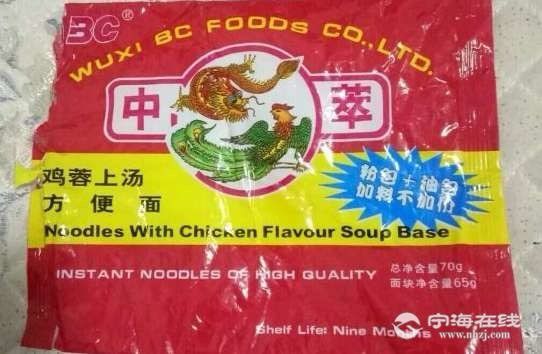 BC®
WUXI BC FOODS CO., LTD.
中 萃
鸡蓉上汤
方便面
粉包+油包
加料不加价
Noodles With Chicken Flavour Soup Base
INSTANT NOODLES OF HIGH QUALITY
总净含量70g
面块净含量65g
Shelf Life: Nine Months
宁海在线
www.nhzj.com